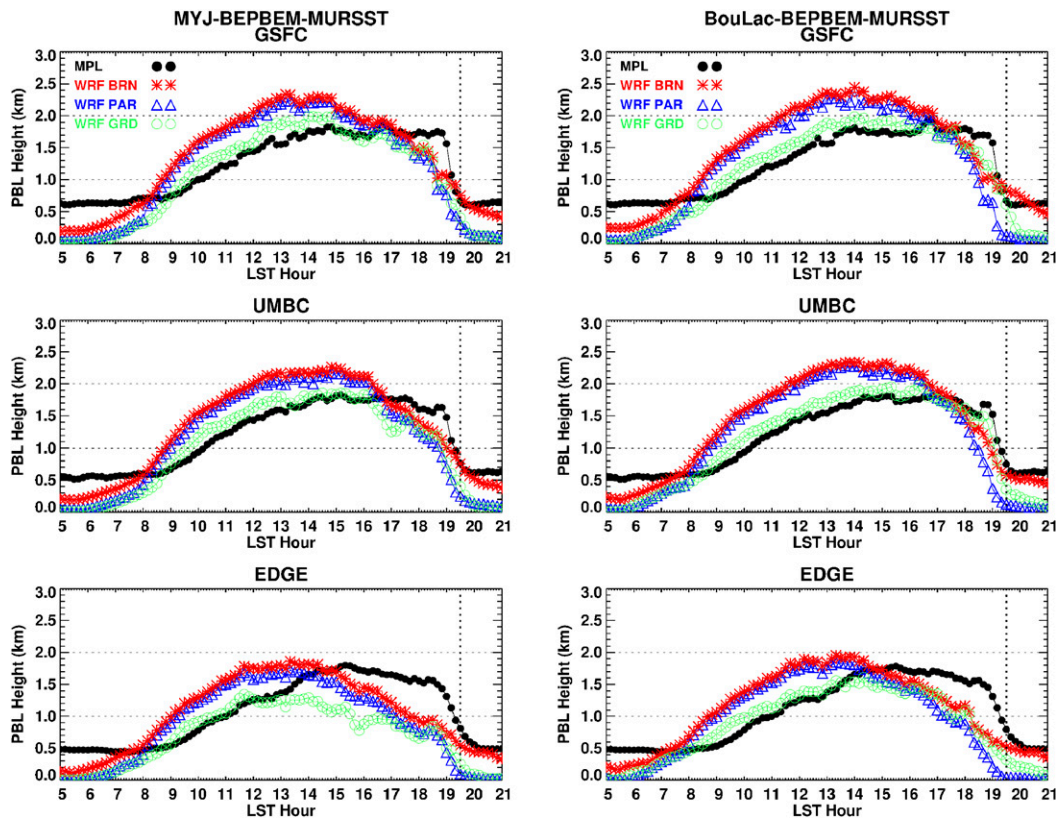 MYJ-BEPBEM-MURSST
GSFC
MPL
WRF BRN
WRF PAR
WRF GRD
PBL Height (km)
3.0
2.5
2.0
1.5
1.0
0.5
0.0
5 6 7 8 9 10 11 12 13 14 15 16 17 18 19 20 21
LST Hour
BouLac-BEPBEM-MURSST
GSFC
MPL
WRF BRN
WRF PAR
WRF GRD
PBL Height (km)
3.0
2.5
2.0
1.5
1.0
0.5
0.0
5 6 7 8 9 10 11 12 13 14 15 16 17 18 19 20 21
LST Hour
UMBC
PBL Height (km)
3.0
2.5
2.0
1.5
1.0
0.5
0.0
5 6 7 8 9 10 11 12 13 14 15 16 17 18 19 20 21
LST Hour
UMBC
PBL Height (km)
3.0
2.5
2.0
1.5
1.0
0.5
0.0
5 6 7 8 9 10 11 12 13 14 15 16 17 18 19 20 21
LST Hour
EDGE
PBL Height (km)
3.0
2.5
2.0
1.5
1.0
0.5
0.0
5 6 7 8 9 10 11 12 13 14 15 16 17 18 19 20 21
LST Hour
EDGE
PBL Height (km)
3.0
2.5
2.0
1.5
1.0
0.5
0.0
5 6 7 8 9 10 11 12 13 14 15 16 17 18 19 20 21
LST Hour